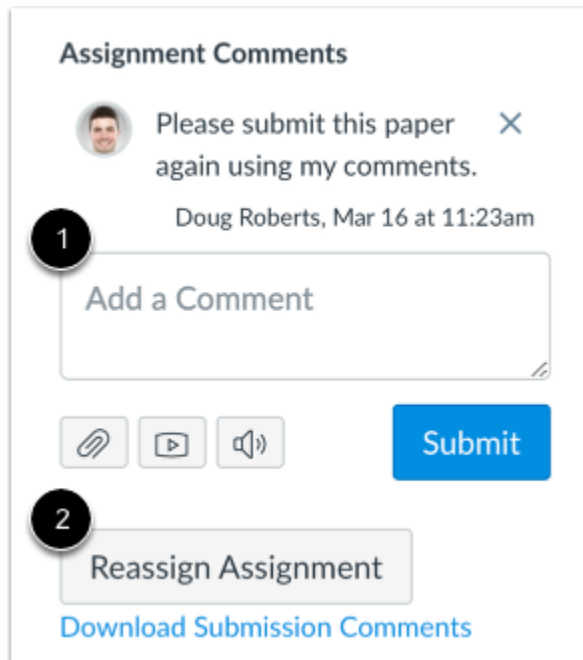 Assignment Comments
Please submit this paper
again using my comments.
Doug Roberts, Mar 16 at 11:23am
1
Add a Comment
Submit
2
Reassign Assignment
Download Submission Comments